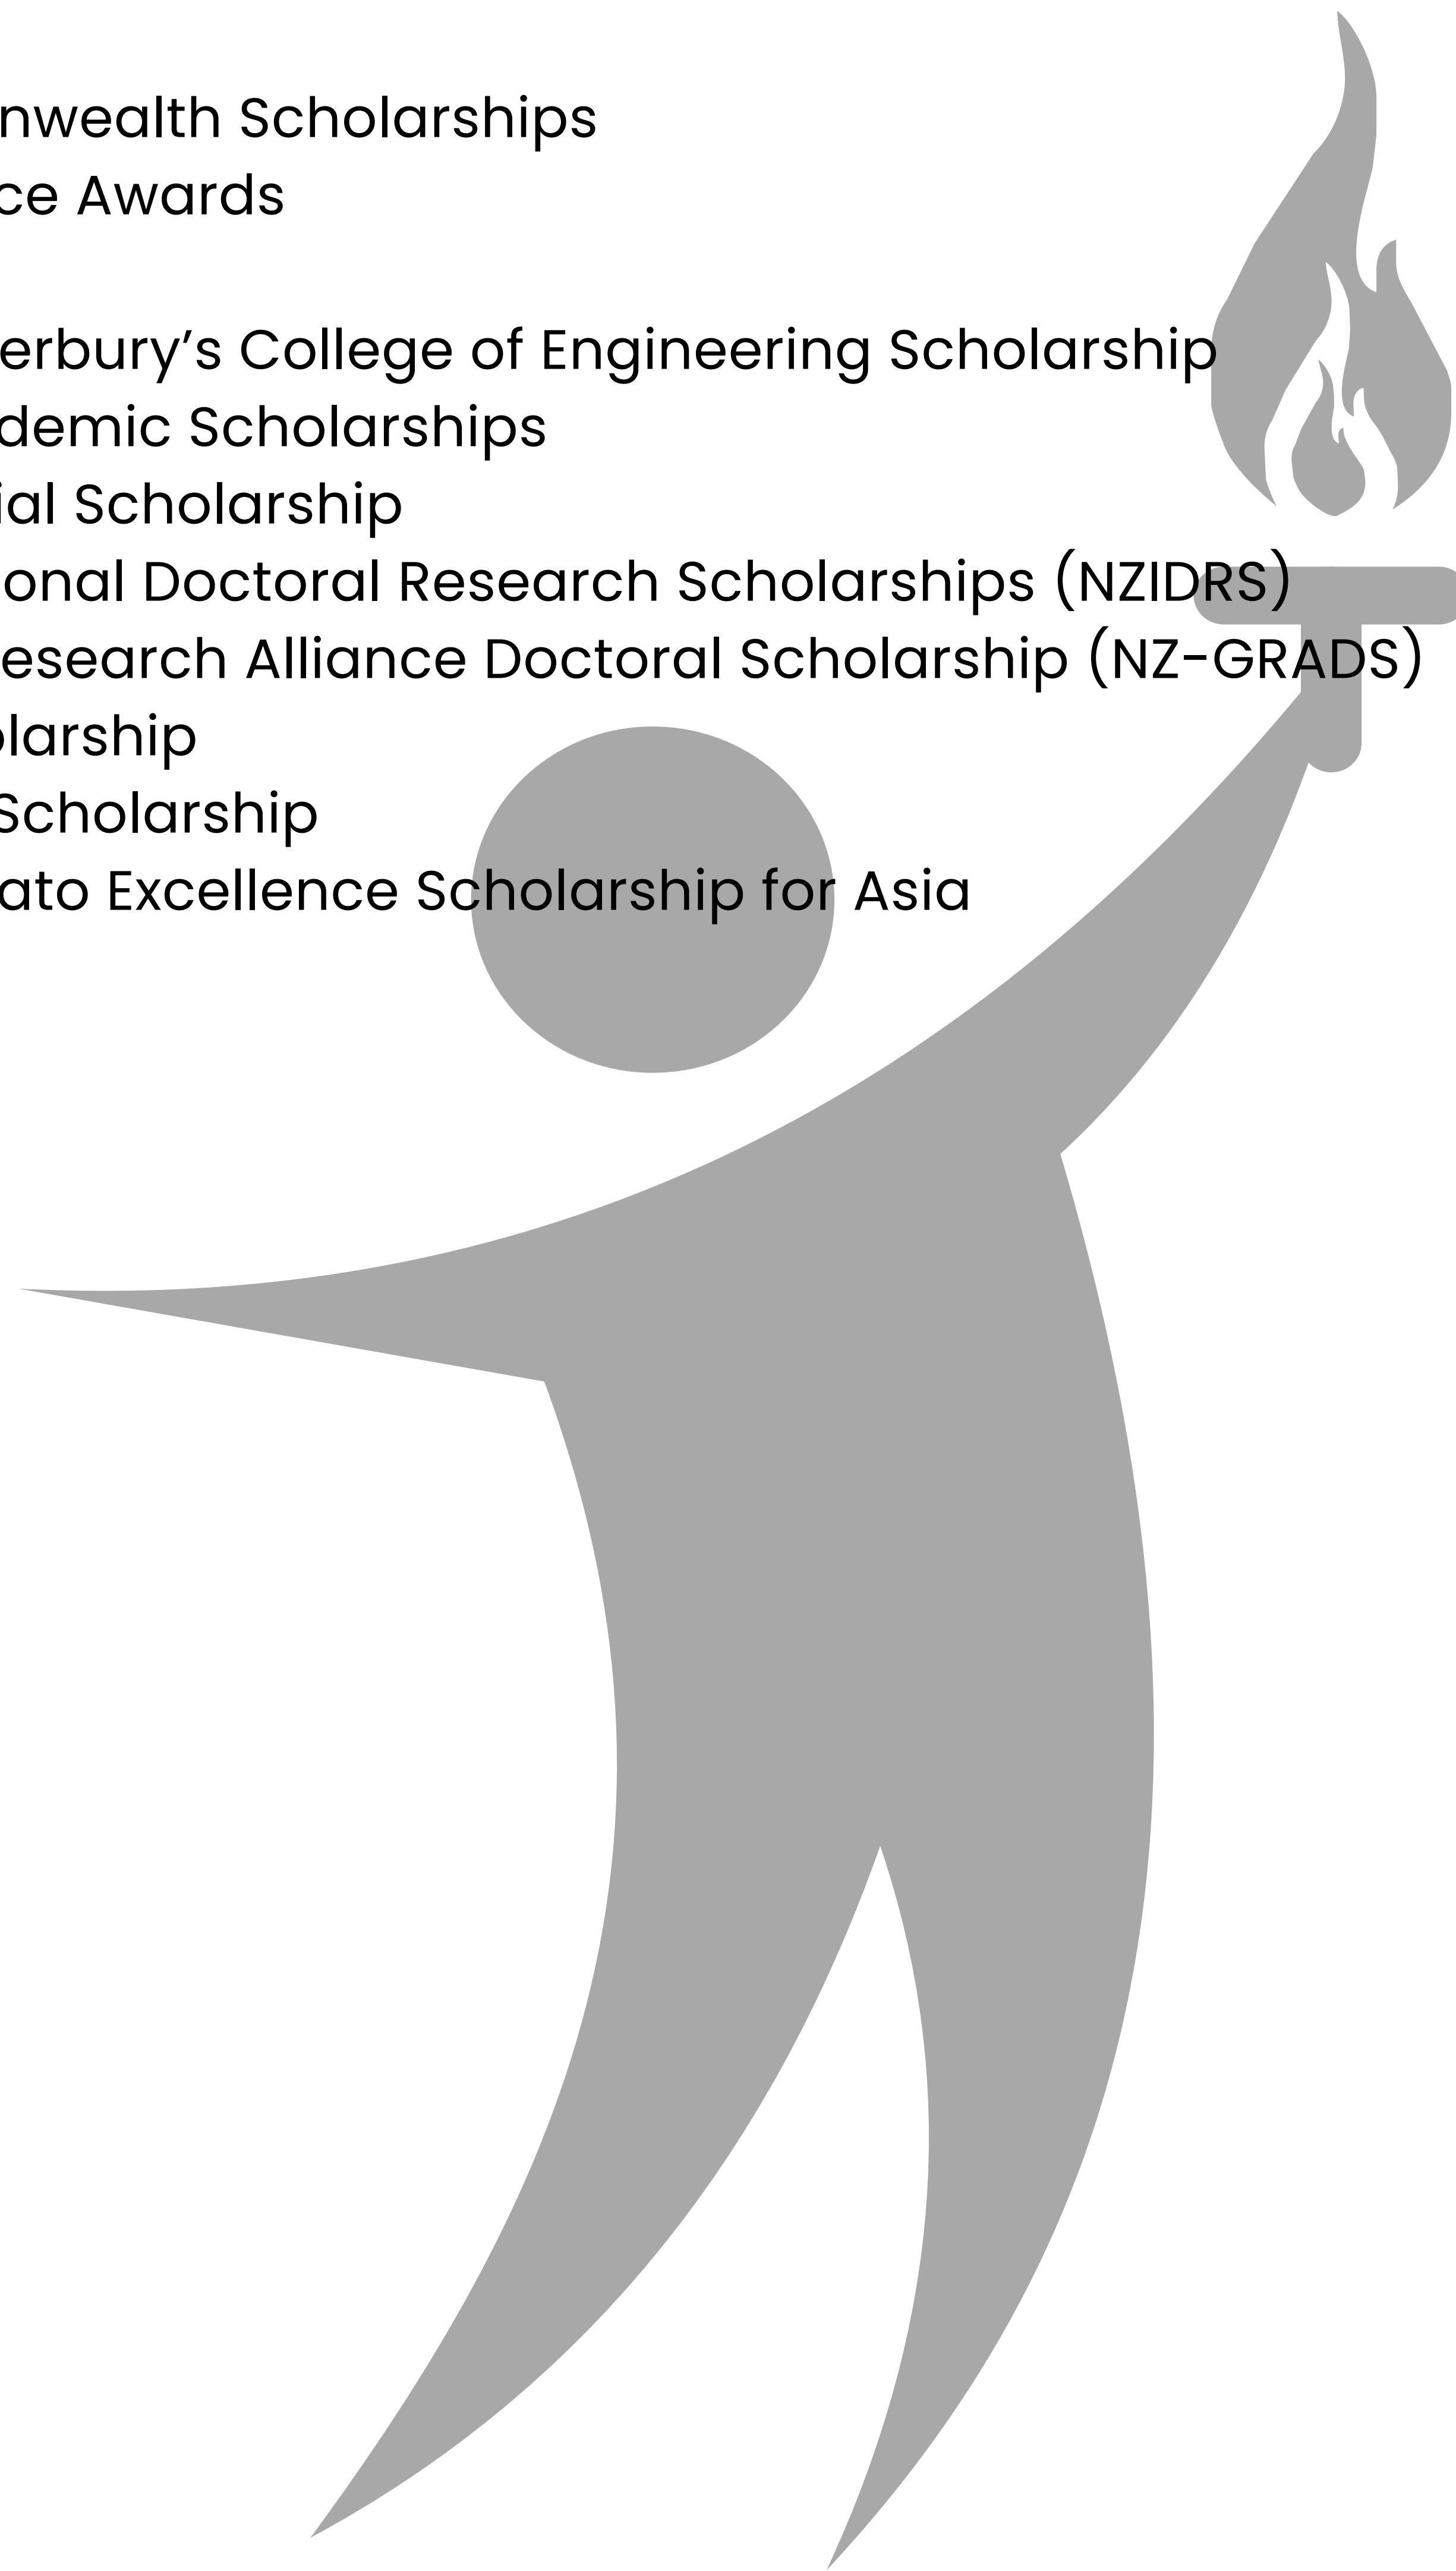 nwealth Scholarships
ce Awards
erbury’s College of Engineering Scholarship
demic Scholarships
ial Scholarship
onal Doctoral Research Scholarships (NZIDRS)
esearch Alliance Doctoral Scholarship (NZ-GRADS)
olarship
Scholarship
ato Excellence Scholarship for Asia